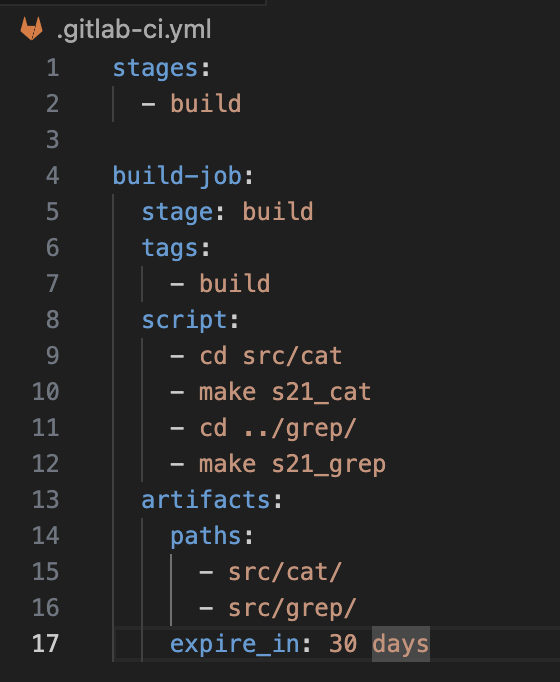 .gitlab-ci.yml
1 stages:
2 - build
3
4 build-job:
5 stage: build
6 tags:
7 - build
8 script:
9 - cd src/cat
10 - make s21_cat
11 - cd ../grep/
12 - make s21_grep
13 artifacts:
14 paths:
15 - src/cat/
16 - src/grep/
17 expire_in: 30 days